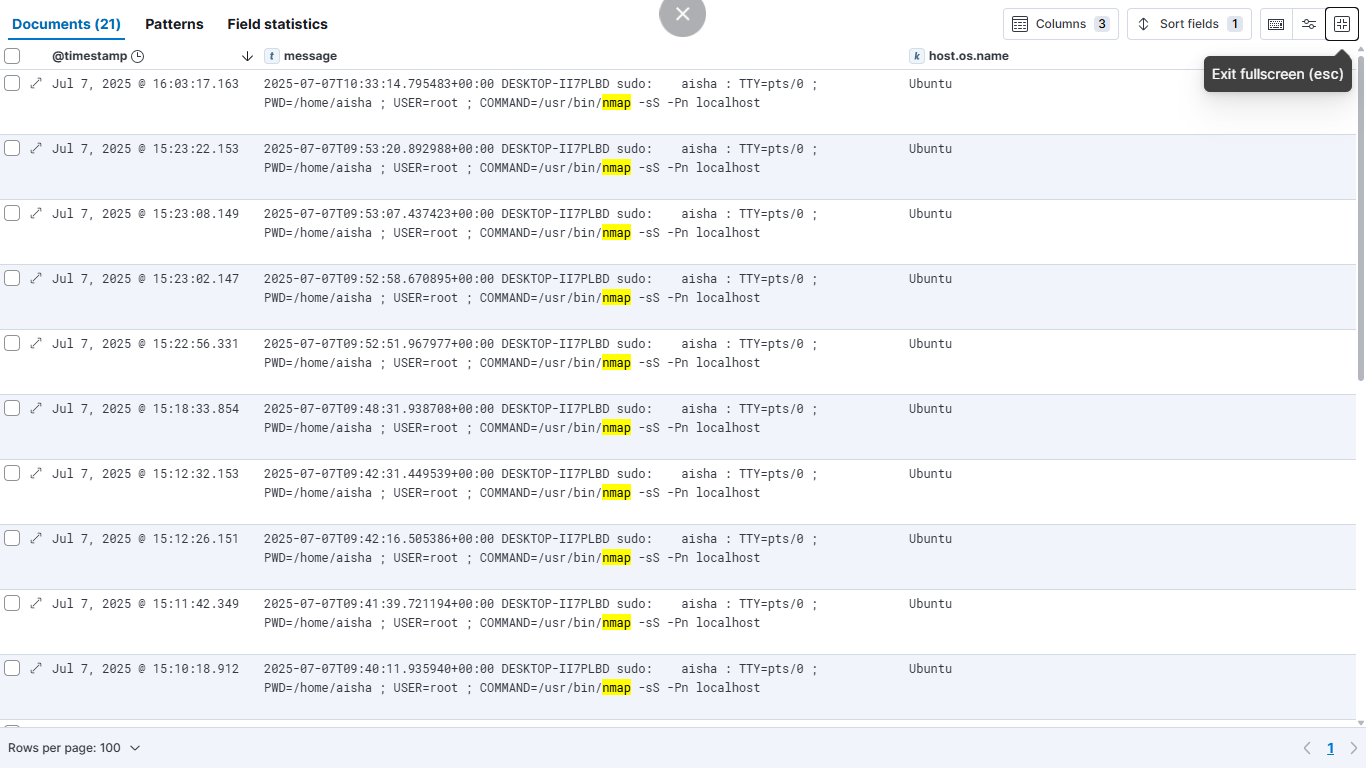 Documents (21) Patterns Field statistics Columns 3 Sort fields 1
@timestamp t message k host.os.name
Exit fullscreen (esc)
Jul 7, 2025 @ 16:03:17.163 2025-07-07T10:33:14.795483+00:00 DESKTOP-II7PLBD sudo: aisha : TTY=pts/0 ; Ubuntu
PWD=/home/aisha ; USER=root ; COMMAND=/usr/bin/nmap -sS -Pn localhost
Jul 7, 2025 @ 15:23:22.153 2025-07-07T09:53:20.892988+00:00 DESKTOP-II7PLBD sudo: aisha : TTY=pts/0 ; Ubuntu
PWD=/home/aisha ; USER=root ; COMMAND=/usr/bin/nmap -sS -Pn localhost
Jul 7, 2025 @ 15:23:08.149 2025-07-07T09:53:07.437423+00:00 DESKTOP-II7PLBD sudo: aisha : TTY=pts/0 ; Ubuntu
PWD=/home/aisha ; USER=root ; COMMAND=/usr/bin/nmap -sS -Pn localhost
Jul 7, 2025 @ 15:23:02.147 2025-07-07T09:52:58.670895+00:00 DESKTOP-II7PLBD sudo: aisha : TTY=pts/0 ; Ubuntu
PWD=/home/aisha ; USER=root ; COMMAND=/usr/bin/nmap -sS -Pn localhost
Jul 7, 2025 @ 15:22:56.331 2025-07-07T09:52:51.967977+00:00 DESKTOP-II7PLBD sudo: aisha : TTY=pts/0 ; Ubuntu
PWD=/home/aisha ; USER=root ; COMMAND=/usr/bin/nmap -sS -Pn localhost
Jul 7, 2025 @ 15:18:33.854 2025-07-07T09:48:31.938708+00:00 DESKTOP-II7PLBD sudo: aisha : TTY=pts/0 ; Ubuntu
PWD=/home/aisha ; USER=root ; COMMAND=/usr/bin/nmap -sS -Pn localhost
Jul 7, 2025 @ 15:12:32.153 2025-07-07T09:42:31.449539+00:00 DESKTOP-II7PLBD sudo: aisha : TTY=pts/0 ; Ubuntu
PWD=/home/aisha ; USER=root ; COMMAND=/usr/bin/nmap -sS -Pn localhost
Jul 7, 2025 @ 15:12:26.151 2025-07-07T09:42:16.505386+00:00 DESKTOP-II7PLBD sudo: aisha : TTY=pts/0 ; Ubuntu
PWD=/home/aisha ; USER=root ; COMMAND=/usr/bin/nmap -sS -Pn localhost
Jul 7, 2025 @ 15:11:42.349 2025-07-07T09:41:39.721194+00:00 DESKTOP-II7PLBD sudo: aisha : TTY=pts/0 ; Ubuntu
PWD=/home/aisha ; USER=root ; COMMAND=/usr/bin/nmap -sS -Pn localhost
Jul 7, 2025 @ 15:10:18.912 2025-07-07T09:40:11.935940+00:00 DESKTOP-II7PLBD sudo: aisha : TTY=pts/0 ; Ubuntu
PWD=/home/aisha ; USER=root ; COMMAND=/usr/bin/nmap -sS -Pn localhost
Rows per page: 100 1